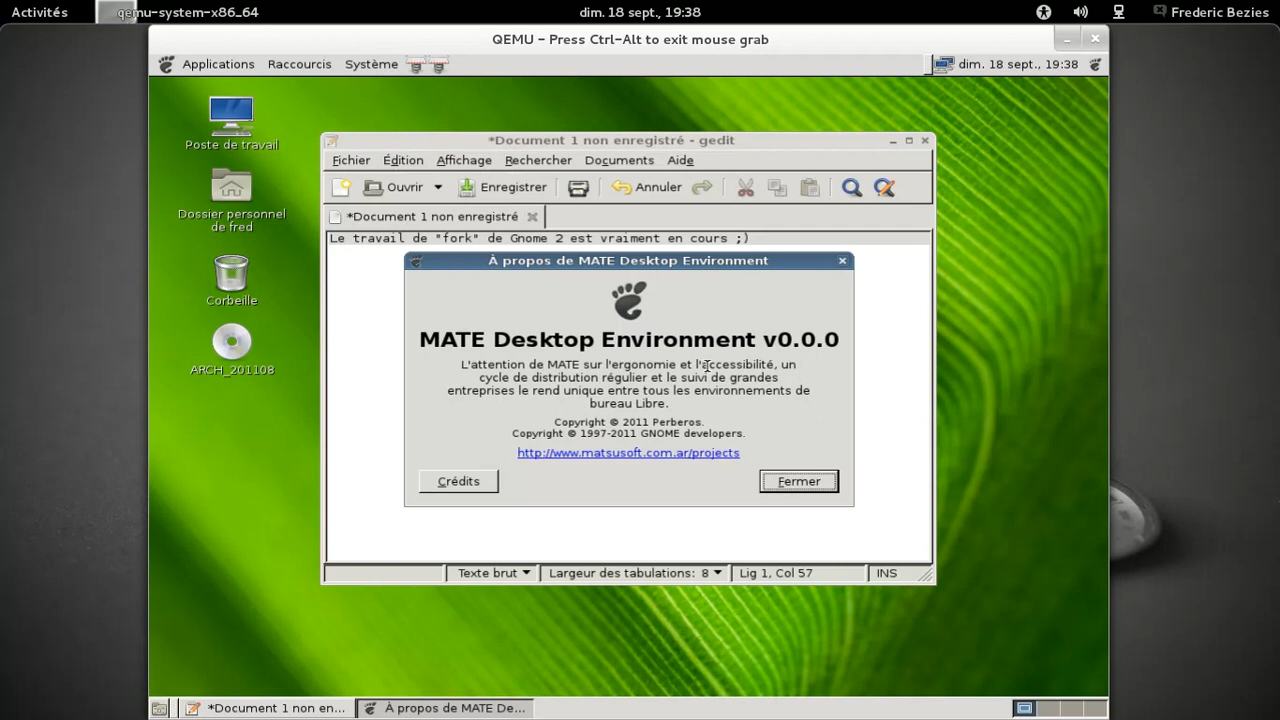 Activités
qemu-system-x86_64
dim. 18 sept., 19:38
Frederic Bezies
QEMU - Press Ctrl-Alt to exit mouse grab
Applications Raccourcis Système
dim. 18 sept., 19:38
Poste de travail
Dossier personnel
de fred
Corbeille
ARCH_201108
*Document 1 non enregistré - gedit
Fichier Édition Affichage Rechercher Documents Aide
Ouvrir Enregistrer Annuler
*Document 1 non enregistré
Le travail de "fork" de Gnome 2 est vraiment en cours ;)
À propos de MATE Desktop Environment
MATE Desktop Environment v0.0.0
L'attention de MATE sur l'ergonomie et l'accessibilité, un
cycle de distribution régulier et le suivi de grandes
entreprises le rend unique entre tous les environnements de
bureau Libre.
Copyright © 2011 Perberos.
Copyright © 1997-2011 GNOME developers.
http://www.matsusoft.com.ar/projects
Crédits
Fermer
Texte brut
Largeur des tabulations: 8
Lig 1, Col 57
INS
*Document 1 non en...
À propos de MATE De...